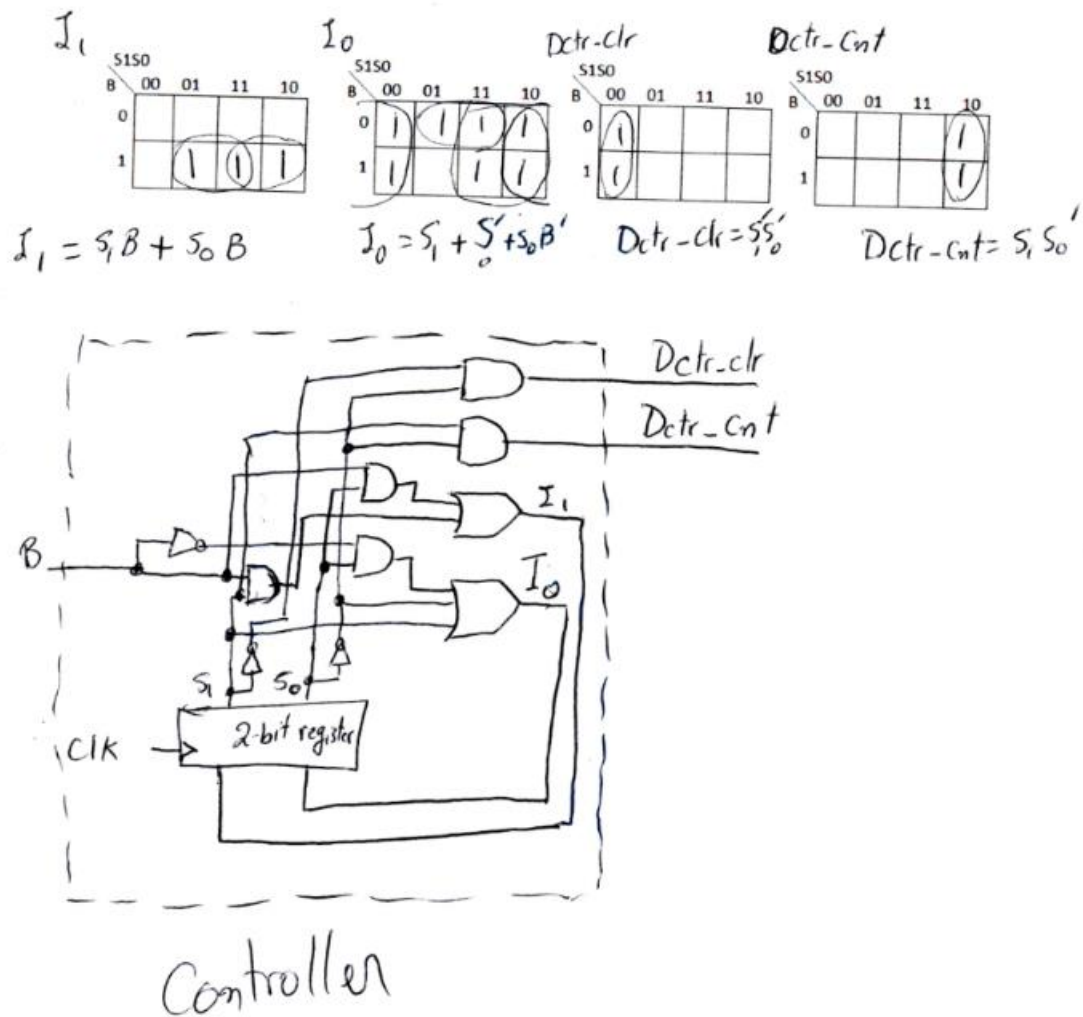 I₁ I₀ Dctr-clr Dctr-Cnt
S1S0 S1S0 S1S0 S1S0
B 00 01 11 10 B 00 01 11 10 B 00 01 11 10 B 00 01 11 10
0 0 1 1 1 1 0 1 0 1
1 1 1 1 1 1 1 1 1 1 1 1
I₁ = S₁B + S₀B I₀ = S₁ + S₀' + S₀B' Dctr-clr = S₁'S₀' Dctr-cnt = S₁S₀'
Dctr-clr
Dctr-Cnt
I₁
B
I₀
S₁ S₀
2-bit register
Clk
Controller